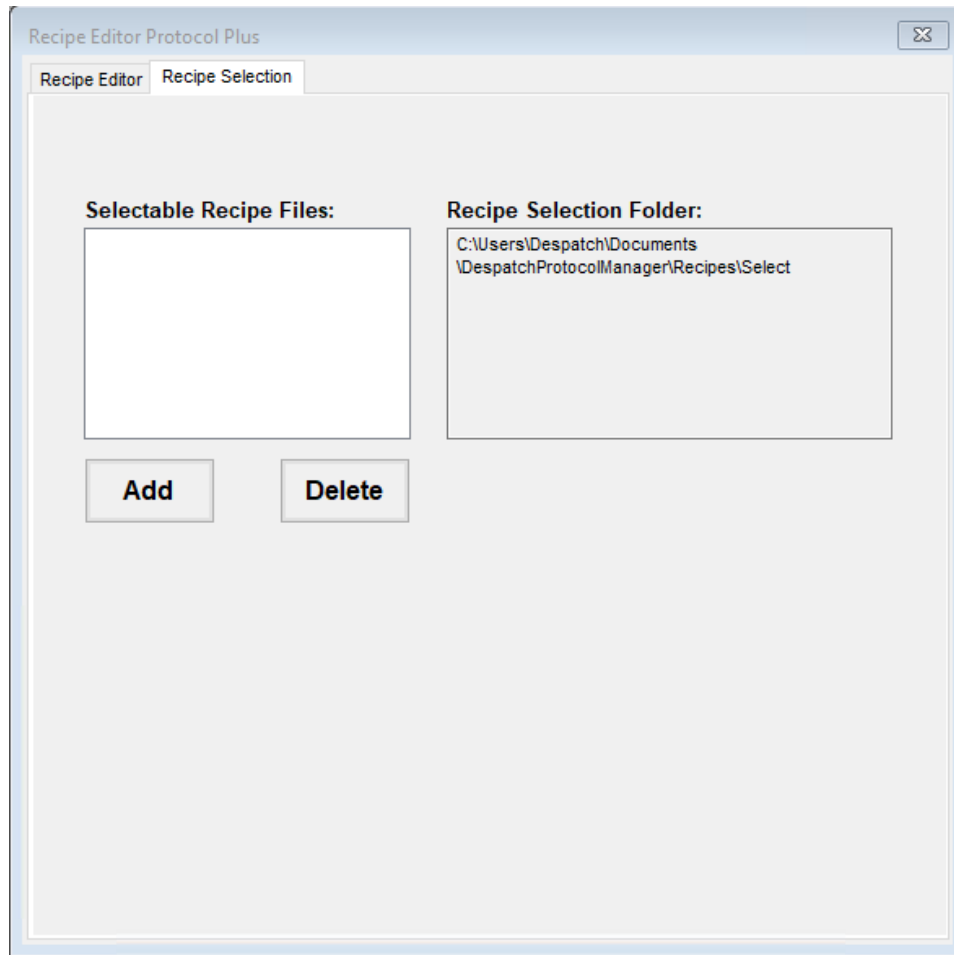 Recipe Editor Protocol Plus
Recipe Editor
Recipe Selection
Selectable Recipe Files:
Recipe Selection Folder:
C:\Users\Despatch\Documents
\DespatchProtocolManager\Recipes\Select
Add
Delete